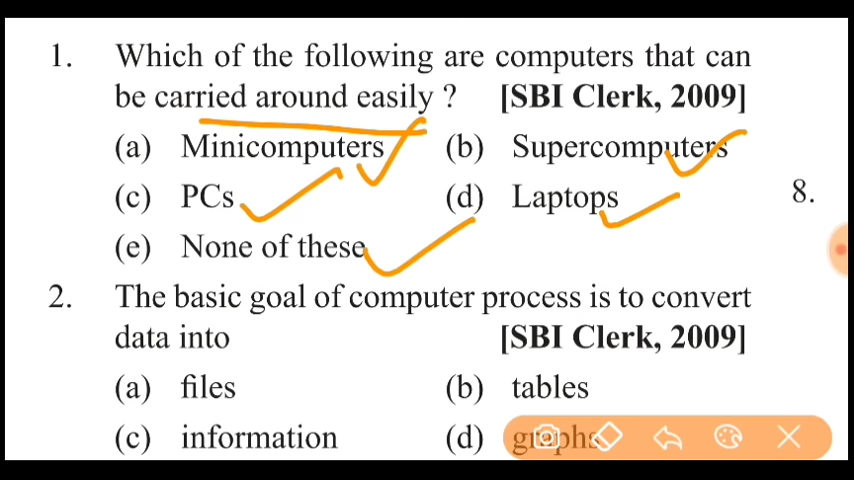 1. Which of the following are computers that can
be carried around easily ? [SBI Clerk, 2009]
(a) Minicomputers (b) Supercomputers
(c) PCs (d) Laptops
8.
(e) None of these
2. The basic goal of computer process is to convert
data into [SBI Clerk, 2009]
(a) files (b) tables
(c) information (d) graphs